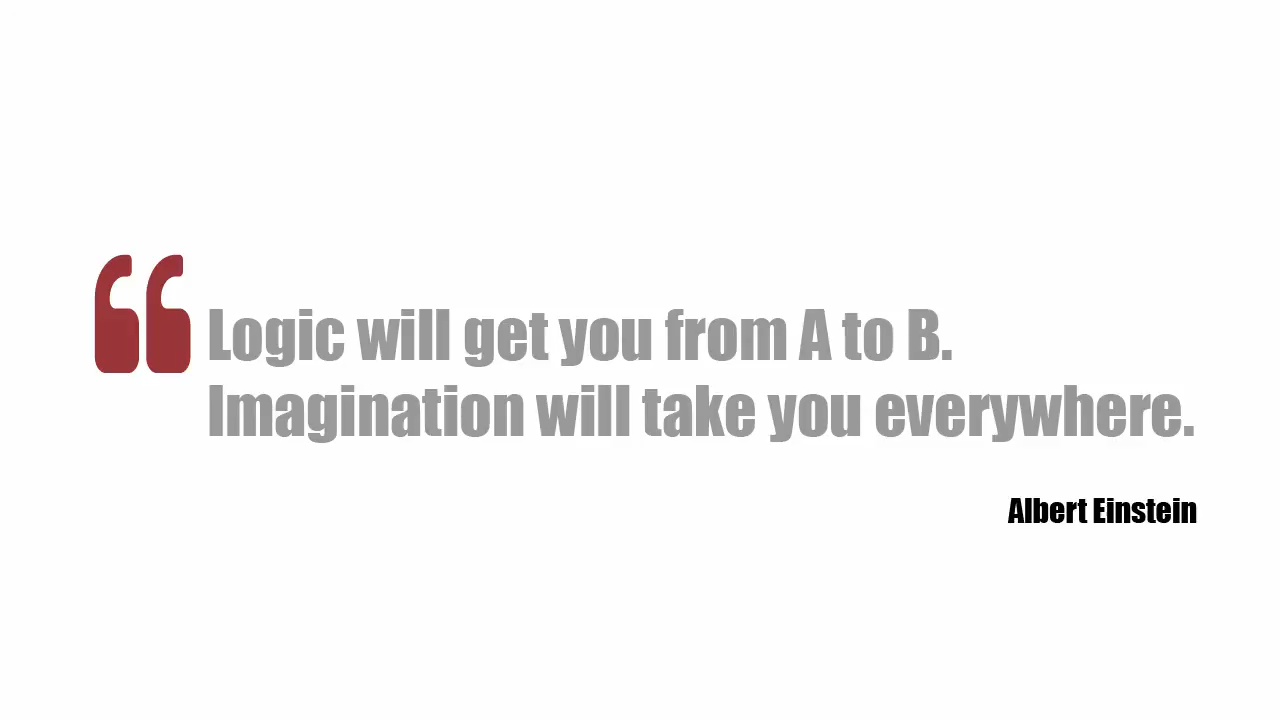 “Logic will get you from A to B.
Imagination will take you everywhere.
Albert Einstein